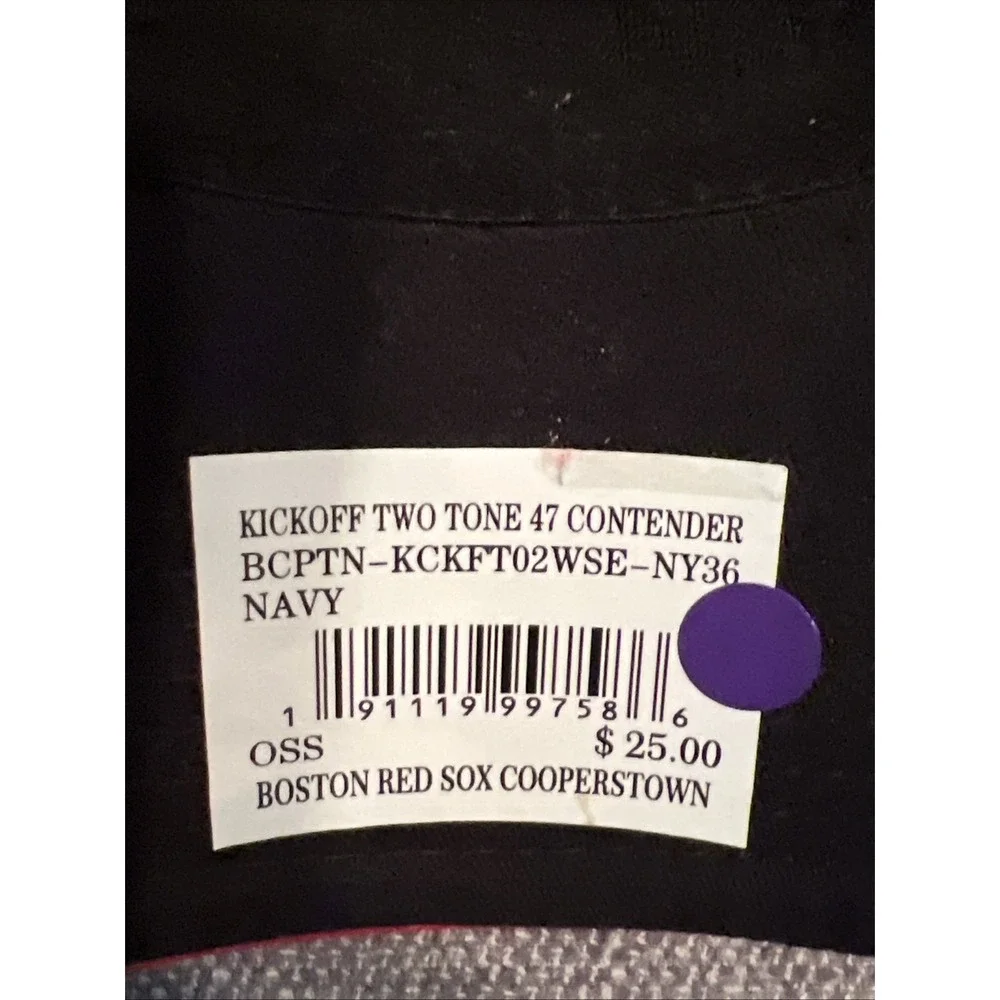 KICKOFF TWO TONE 47 CONTENDER
BCPTN-KCKFT02WSE-NY36
NAVY
1 91119 99758 6
OSS $ 25.00
BOSTON RED SOX COOPERSTOWN